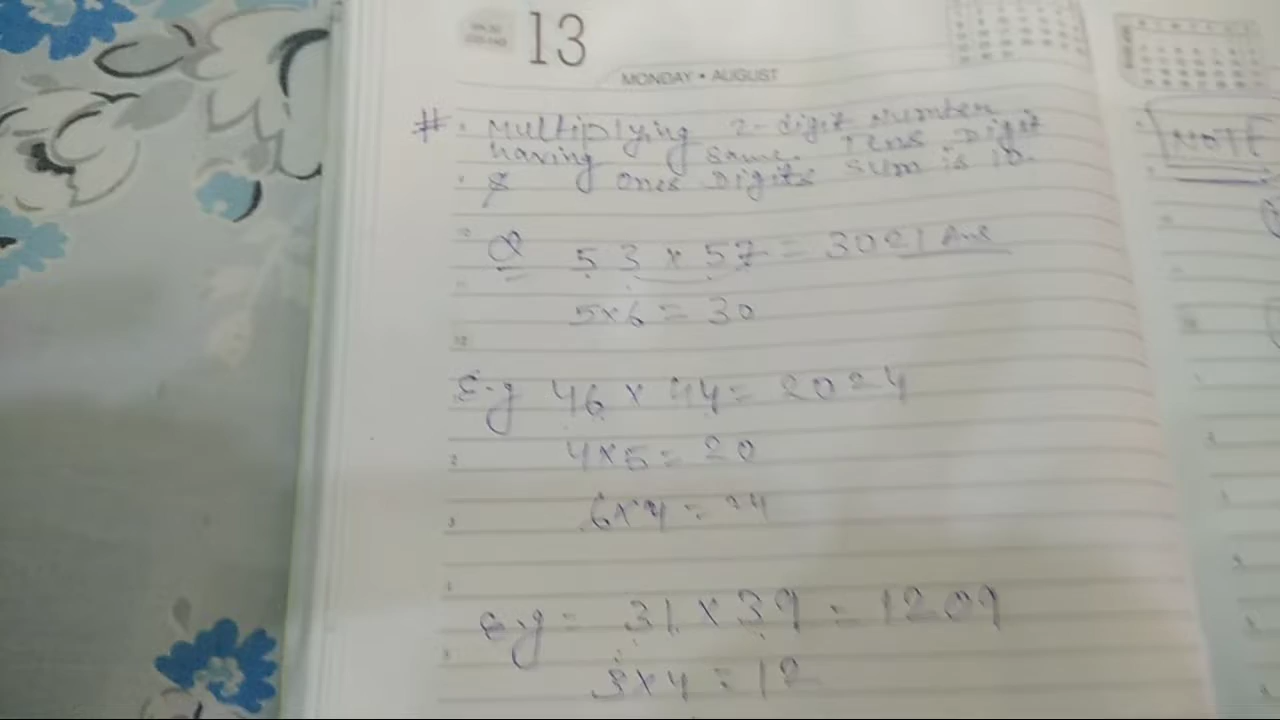 13
MONDAY • AUGUST
# Multiplying 2-digit number
having same Tens Digit
& Ones Digits sum is 10.
Q 53 x 57 = 3021 Ans
5x6 = 30
E.g 46 x 44 = 2024
4x5 = 20
6x4 = 24
E.g = 31 x 39 = 1209
3x4 = 12
NOTE